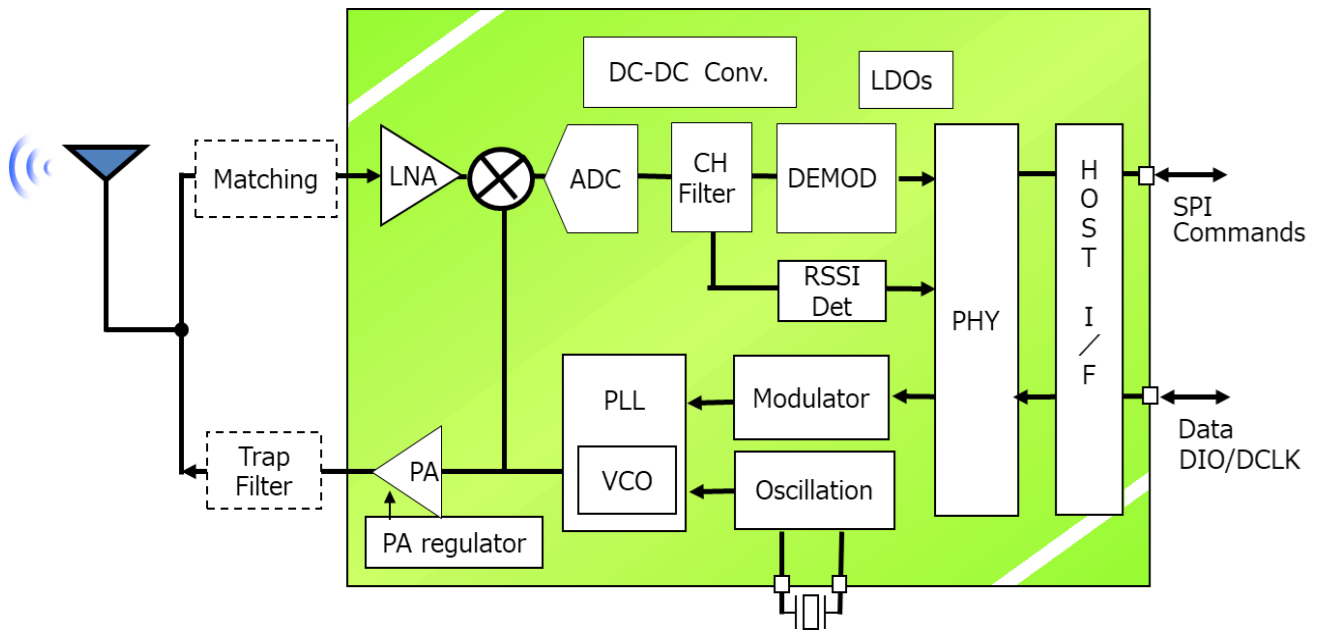 DC-DC Conv.
LDOs
Matching
LNA
ADC
CH
Filter
DEMOD
PHY
H
O
S
T
I
/
F
SPI
Commands
RSSI
Det
PLL
VCO
Modulator
Oscillation
Data
DIO/DCLK
Trap
Filter
PA
PA regulator